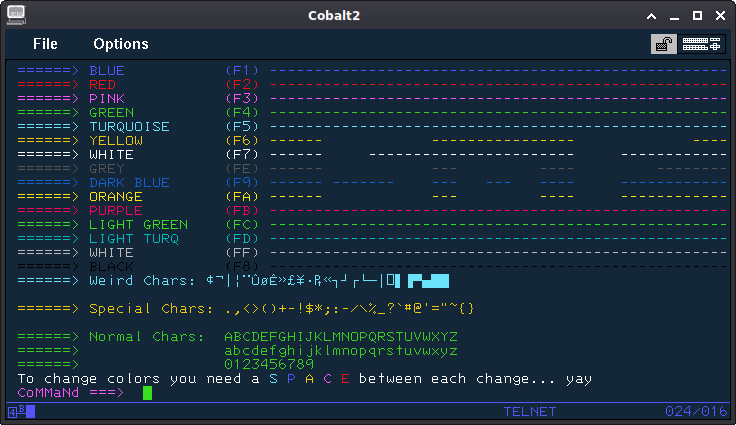 Cobalt2
File Options
======> BLUE (F1) ----------------------------------------------------------
======> RED (F2) ----------------------------------------------------------
======> PINK (F3) ----------------------------------------------------------
======> GREEN (F4) ----------------------------------------------------------
======> TURQUOISE (F5) ----------------------------------------------------------
======> YELLOW (F6) ------- ------------------ ----
======> WHITE (F7) ------- ------------------ --------------
======> GREY (FE) ------- --- --- --- ------
======> DARK BLUE (F9) ------ -------- --- --- --- ------
======> ORANGE (FA) ------- --- --- --- ------
======> PURPLE (FB) ----------------------------------------------------------
======> LIGHT GREEN (FC) ----------------------------------------------------------
======> LIGHT TURQ (FD) ----------------------------------------------------------
======> WHITE (FF) ----------------------------------------------------------
======> BLACK (F8) ----------------------------------------------------------
======> Weird Chars: ¢¬|¦¨ÛøÊ»£¥·₧«┐┘┌└─│
======> Special Chars: .,<>()+-!$*;:-/\%_?`#@'="~{}
======> Normal Chars: ABCDEFGHIJKLMNOPQRSTUVWXYZ
======> abcdefghijklmnopqrstuvwxyz
======> 0123456789
To change colors you need a S P A C E between each change... yay
CoMMaNd ===>
4 B TELNET 024/016